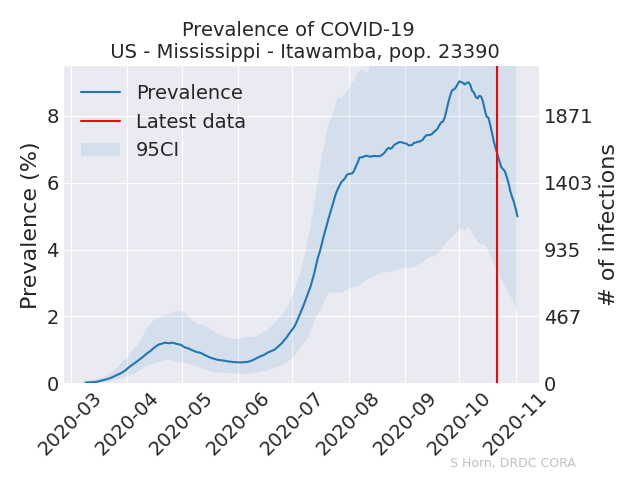 Prevalence of COVID-19
US - Mississippi - Itawamba, pop. 23390
Prevalence
Latest data
95CI
Prevalence (%)
8
6
4
2
0
1871
1403
935
467
0
# of infections
2020-03
2020-04
2020-05
2020-06
2020-07
2020-08
2020-09
2020-10
2020-11
S Horn, DRDC CORA